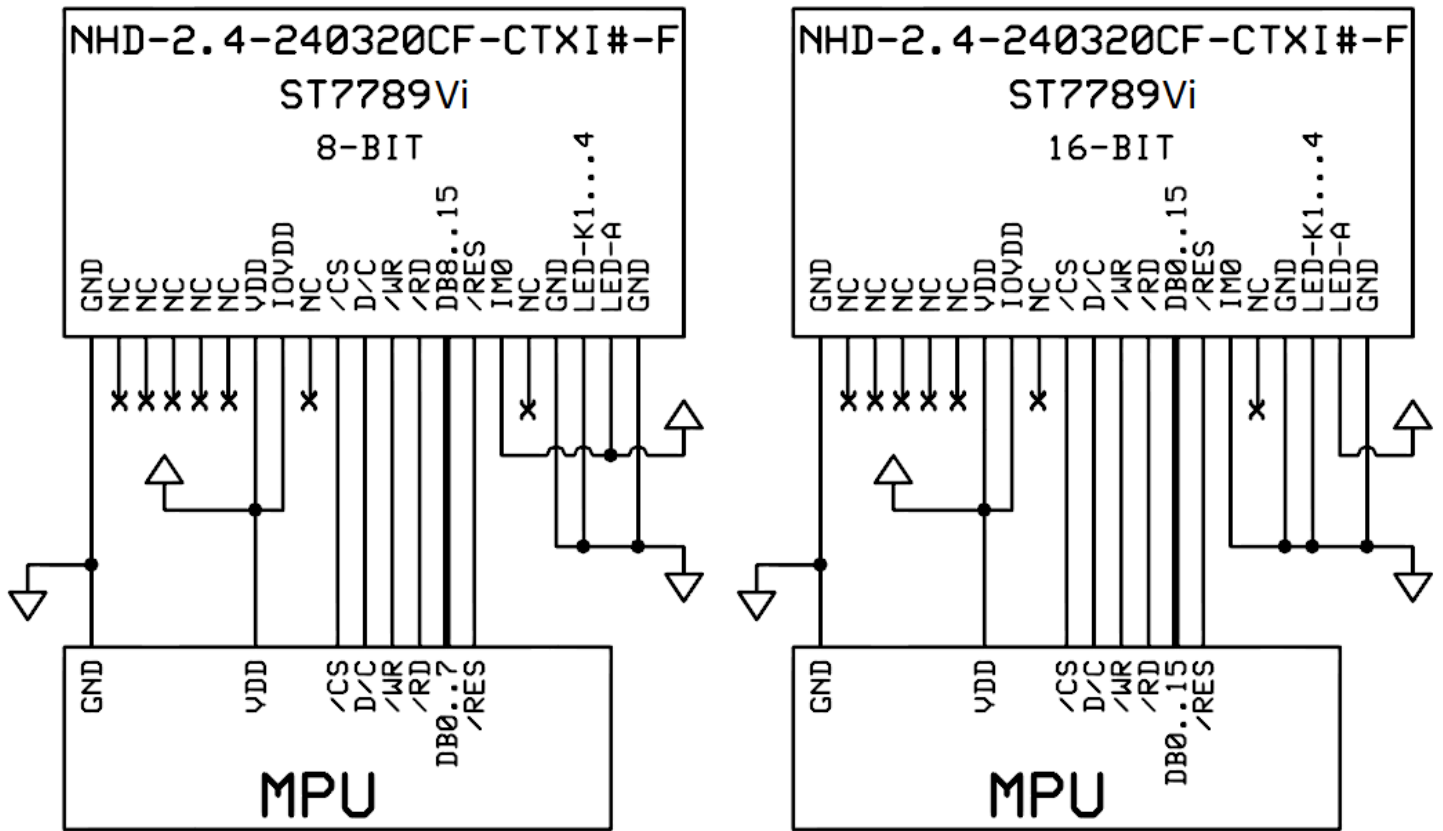 NHD-2.4-240320CF-CTXI#-F
ST7789Vi
8-BIT
GND
NC
NC
NC
NC
NC
VDD
IOVDD
NC
/CS
D/C
/WR
/RD
DB8..15
/RES
IM0
NC
GND
LED-K1...4
LED-A
GND
GND
VDD
/CS
D/C
/WR
/RD
DB0..7
/RES
MPU
NHD-2.4-240320CF-CTXI#-F
ST7789Vi
16-BIT
GND
NC
NC
NC
NC
NC
VDD
IOVDD
NC
/CS
D/C
/WR
/RD
DB0..15
/RES
IM0
NC
GND
LED-K1...4
LED-A
GND
GND
VDD
/CS
D/C
/WR
/RD
DB0..15
/RES
MPU